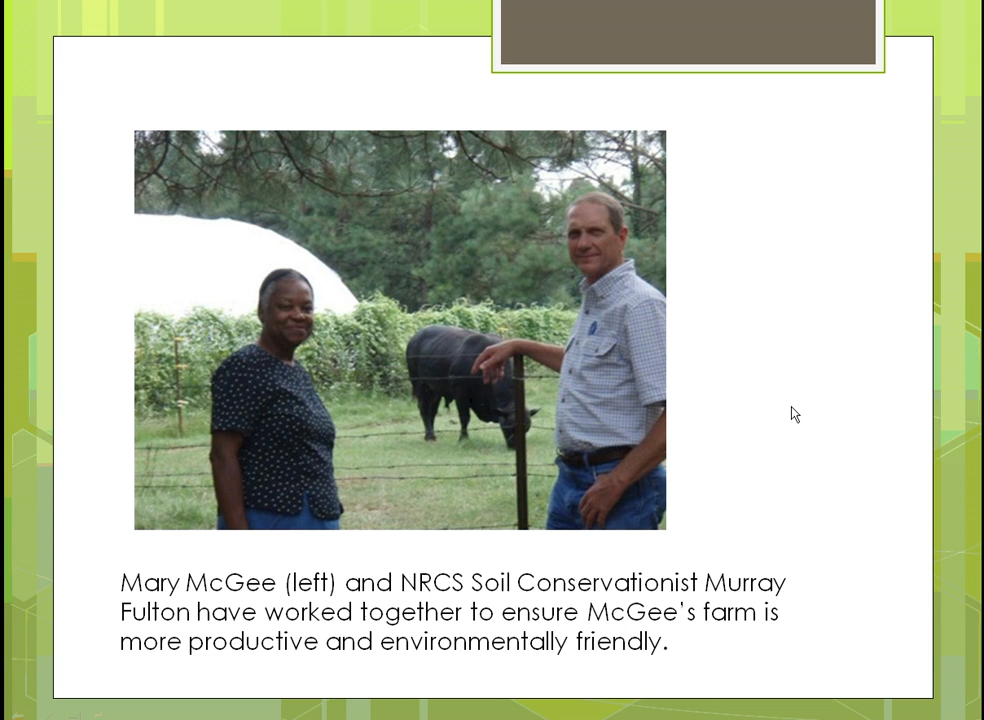 Mary McGee (left) and NRCS Soil Conservationist Murray
Fulton have worked together to ensure McGee's farm is
more productive and environmentally friendly.